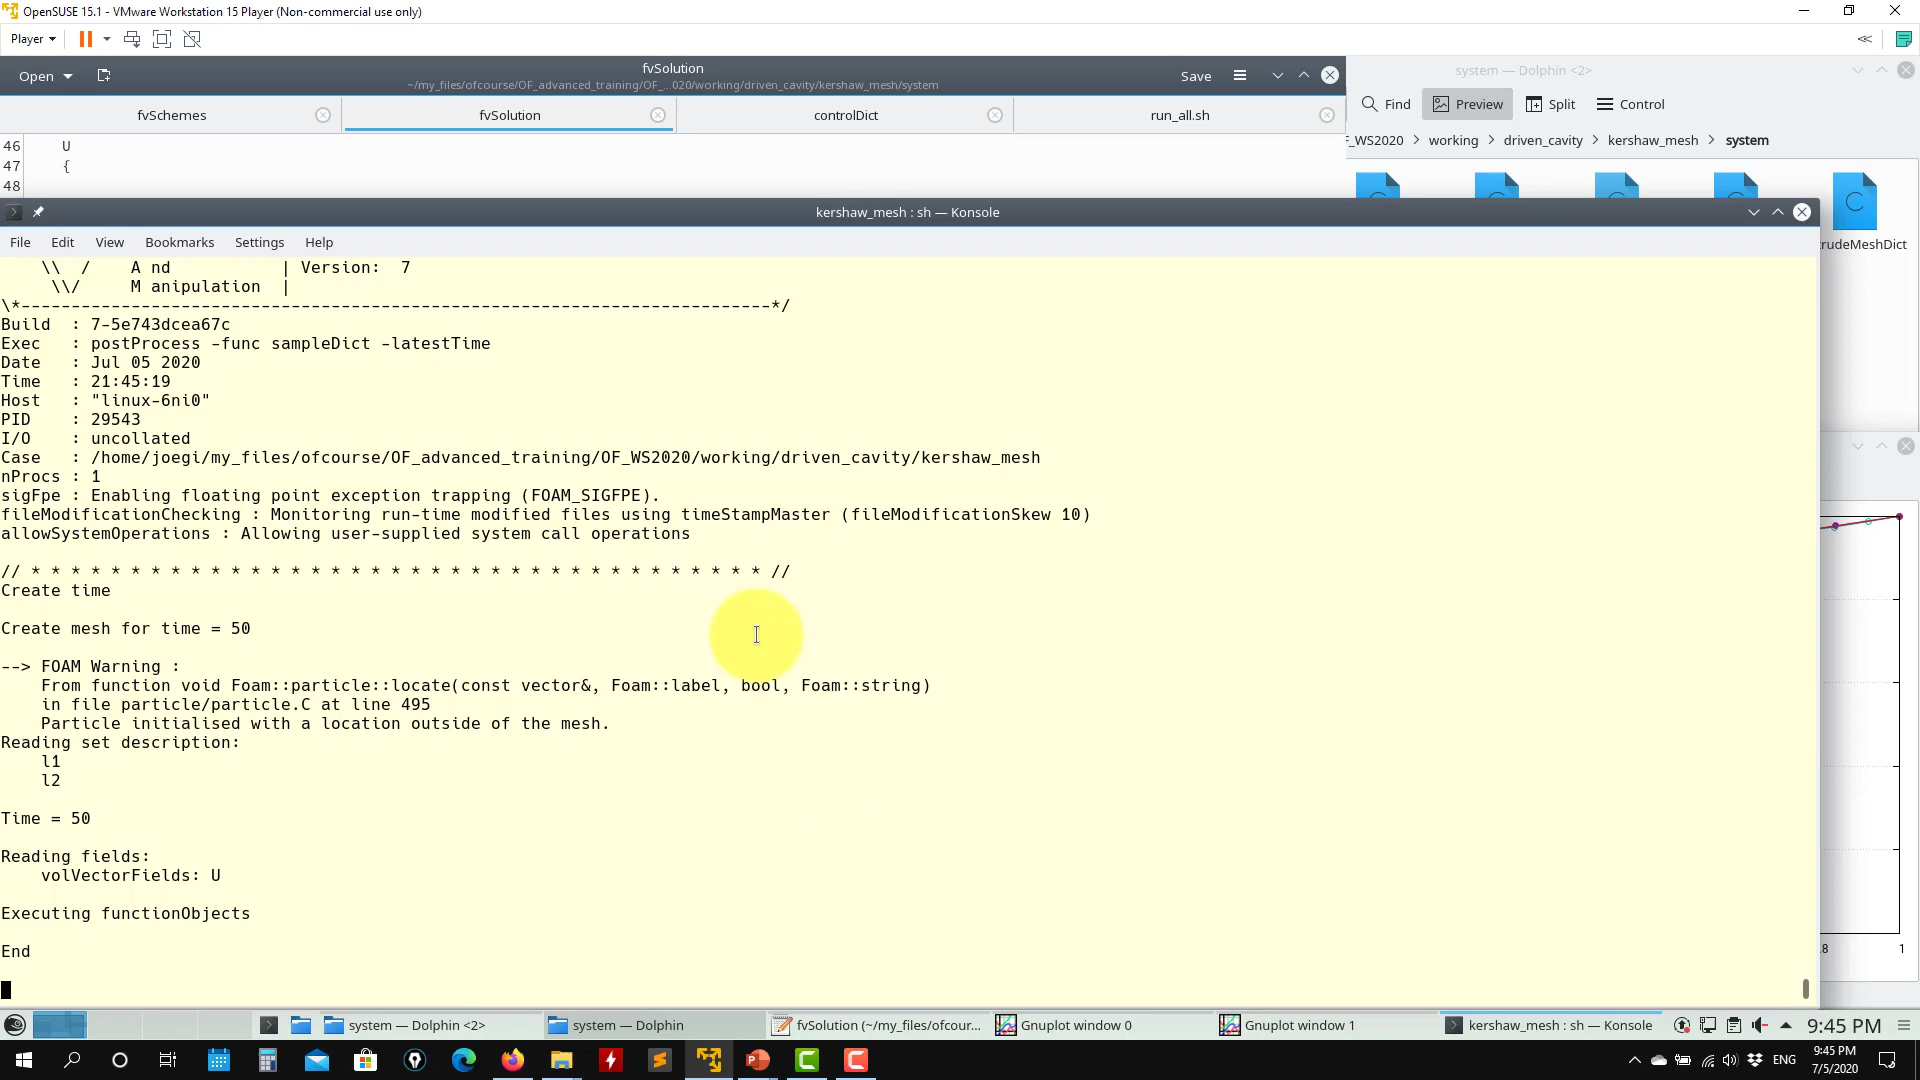 OpenSUSE 15.1 - VMware Workstation 15 Player (Non-commercial use only)
Player
Open
fvSolution
~/my_files/ofcourse/OF_advanced_training/OF_...020/working/driven_cavity/kershaw_mesh/system
Save
system — Dolphin <2>
fvSchemes
fvSolution
controlDict
run_all.sh
Find
Preview
Split
Control
F_WS2020 > working > driven_cavity > kershaw_mesh > system
46 U
47 {
48
rudeMeshDict
kershaw_mesh : sh — Konsole
File Edit View Bookmarks Settings Help
\\ / A nd | Version: 7
\\/ M anipulation |
\*---------------------------------------------------------------------------*/
Build : 7-5e743dcea67c
Exec : postProcess -func sampleDict -latestTime
Date : Jul 05 2020
Time : 21:45:19
Host : "linux-6ni0"
PID : 29543
I/O : uncollated
Case : /home/joegi/my_files/ofcourse/OF_advanced_training/OF_WS2020/working/driven_cavity/kershaw_mesh
nProcs : 1
sigFpe : Enabling floating point exception trapping (FOAM_SIGFPE).
fileModificationChecking : Monitoring run-time modified files using timeStampMaster (fileModificationSkew 10)
allowSystemOperations : Allowing user-supplied system call operations
// * * * * * * * * * * * * * * * * * * * * * * * * * * * * * * * * * * * * * //
Create time
Create mesh for time = 50
--> FOAM Warning :
From function void Foam::particle::locate(const vector&, Foam::label, bool, Foam::string)
in file particle/particle.C at line 495
Particle initialised with a location outside of the mesh.
Reading set description:
l1
l2
Time = 50
Reading fields:
volVectorFields: U
Executing functionObjects
End
.8 1
system — Dolphin <2>
system — Dolphin
fvSolution (~/my_files/ofcour...
Gnuplot window 0
Gnuplot window 1
kershaw_mesh : sh — Konsole
9:45 PM
ENG
9:45 PM
7/5/2020